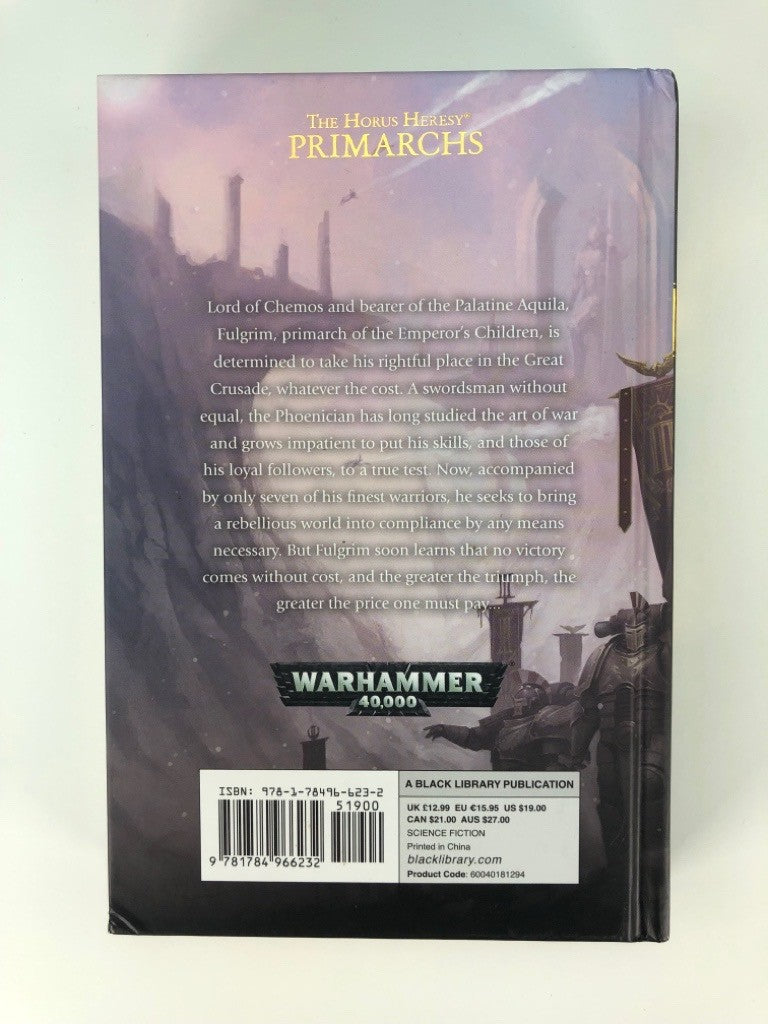 THE HORUS HERESY®
PRIMARCHS
Lord of Chemos and bearer of the Palatine Aquila,
Fulgrim, primarch of the Emperor's Children, is
determined to take his rightful place in the Great
Crusade, whatever the cost. A swordsman without
equal, the Phoenician has long studied the art of war
and grows impatient to put his skills, and those of
his loyal followers, to a true test. Now, accompanied
by only seven of his finest warriors, he seeks to bring
a rebellious world into compliance by any means
necessary. But Fulgrim soon learns that no victory
comes without cost, and the greater the triumph, the
greater the price one must pay...
WARHAMMER®
40,000
ISBN: 978-1-78496-623-2
51900
9 781784 966232
A BLACK LIBRARY PUBLICATION
UK £12.99 EU €15.95 US $19.00
CAN $21.00 AUS $27.00
SCIENCE FICTION
Printed in China
blacklibrary.com
Product Code: 60040181294